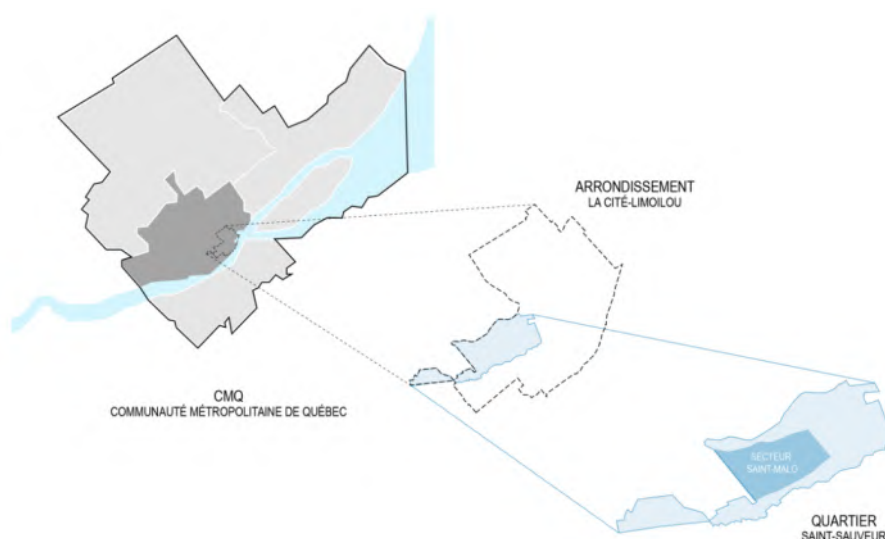 ARRONDISSEMENT
LA CITÉ-LIMOILOU
CMQ
COMMUNAUTÉ MÉTROPOLITAINE DE QUÉBEC
SECTEUR
SAINT-MALO
QUARTIER
SAINT-SAUVEUR